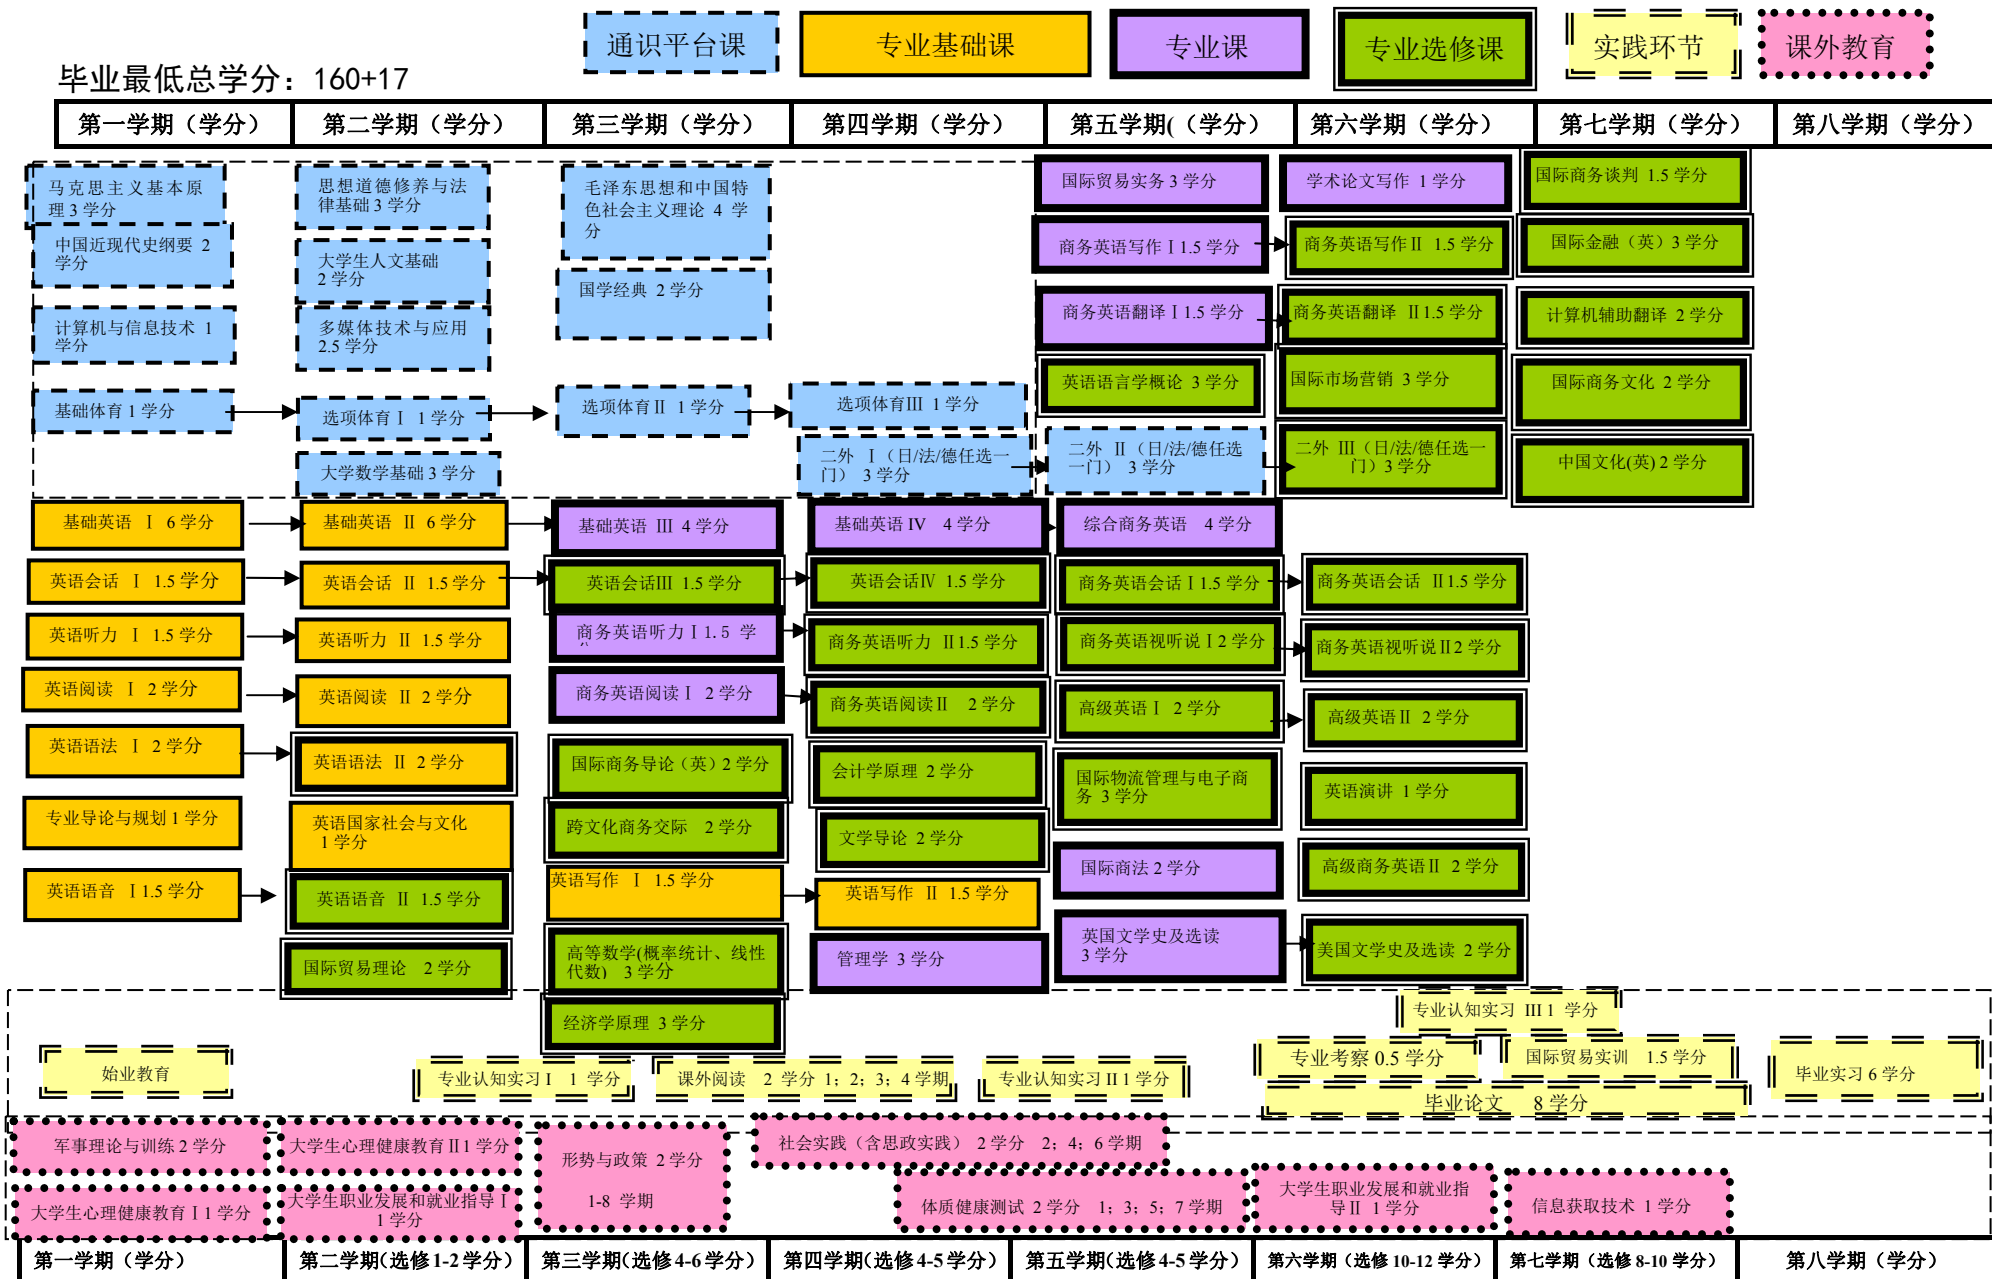 通识平台课
专业基础课
专业课
专业选修课
实践环节
课外教育
毕业最低总学分：160+17
第一学期（学分）
第二学期（学分）
第三学期（学分）
第四学期（学分）
第五学期(（学分）
第六学期（学分）
第七学期（学分）
第八学期（学分）
马克思主义基本原
理 3 学分
中国近现代史纲要 2
学分
计算机与信息技术 1
学分
基础体育 1 学分
思想道德修养与法
律基础 3 学分
大学生人文基础
2 学分
多媒体技术与应用
2.5 学分
选项体育 I 1 学分
大学数学基础 3 学分
毛泽东思想和中国特
色社会主义理论 4 学
分
国学经典 2 学分
选项体育 II 1 学分
选项体育III 1 学分
二外 I（日/法/德任选一
门） 3 学分
国际贸易实务 3 学分
商务英语写作 I 1.5 学分
商务英语翻译 I 1.5 学分
英语语言学概论 3 学分
二外 II（日/法/德任选
一门） 3 学分
学术论文写作 1 学分
商务英语写作 II 1.5 学分
商务英语翻译 II 1.5 学分
国际市场营销 3 学分
二外 III（日/法/德任选一
门）3 学分
国际商务谈判 1.5 学分
国际金融（英）3 学分
计算机辅助翻译 2 学分
国际商务文化 2 学分
中国文化(英) 2 学分
基础英语 I 6 学分
基础英语 II 6 学分
基础英语 III 4 学分
基础英语 IV 4 学分
综合商务英语 4 学分
英语会话 I 1.5 学分
英语会话 II 1.5 学分
英语会话III 1.5 学分
英语会话IV 1.5 学分
商务英语会话 I 1.5 学分
商务英语会话 II 1.5 学分
英语听力 I 1.5 学分
英语听力 II 1.5 学分
商务英语听力 I 1.5 学
商务英语听力 II 1.5 学分
商务英语视听说 I 2 学分
商务英语视听说 II 2 学分
英语阅读 I 2 学分
英语阅读 II 2 学分
商务英语阅读 I 2 学分
商务英语阅读 II 2 学分
高级英语 I 2 学分
高级英语 II 2 学分
英语语法 I 2 学分
英语语法 II 2 学分
国际商务导论（英）2 学分
会计学原理 2 学分
国际物流管理与电子商
务 3 学分
英语演讲 1 学分
专业导论与规划 1 学分
英语国家社会与文化
1 学分
跨文化商务交际 2 学分
文学导论 2 学分
国际商法 2 学分
高级商务英语 II 2 学分
英语语音 I 1.5 学分
英语语音 II 1.5 学分
英语写作 I 1.5 学分
英语写作 II 1.5 学分
英国文学史及选读
3 学分
美国文学史及选读 2 学分
国际贸易理论 2 学分
高等数学(概率统计、线性
代数) 3 学分
管理学 3 学分
经济学原理 3 学分
专业认知实习 III 1 学分
始业教育
专业认知实习 I 1 学分
课外阅读 2 学分 1；2；3；4 学期
专业认知实习 II 1 学分
专业考察 0.5 学分
国际贸易实训 1.5 学分
毕业实习 6 学分
毕业论文 8 学分
军事理论与训练 2 学分
大学生心理健康教育 II 1 学分
形势与政策 2 学分
1-8 学期
社会实践（含思政实践） 2 学分 2；4；6 学期
大学生心理健康教育 I 1 学分
大学生职业发展和就业指导 I
1 学分
体质健康测试 2 学分 1；3；5；7 学期
大学生职业发展和就业指
导 II 1 学分
信息获取技术 1 学分
第一学期（学分）
第二学期(选修 1-2 学分)
第三学期(选修 4-6 学分)
第四学期(选修 4-5 学分)
第五学期(选修 4-5 学分)
第六学期（选修 10-12 学分）
第七学期（选修 8-10 学分）
第八学期（学分）